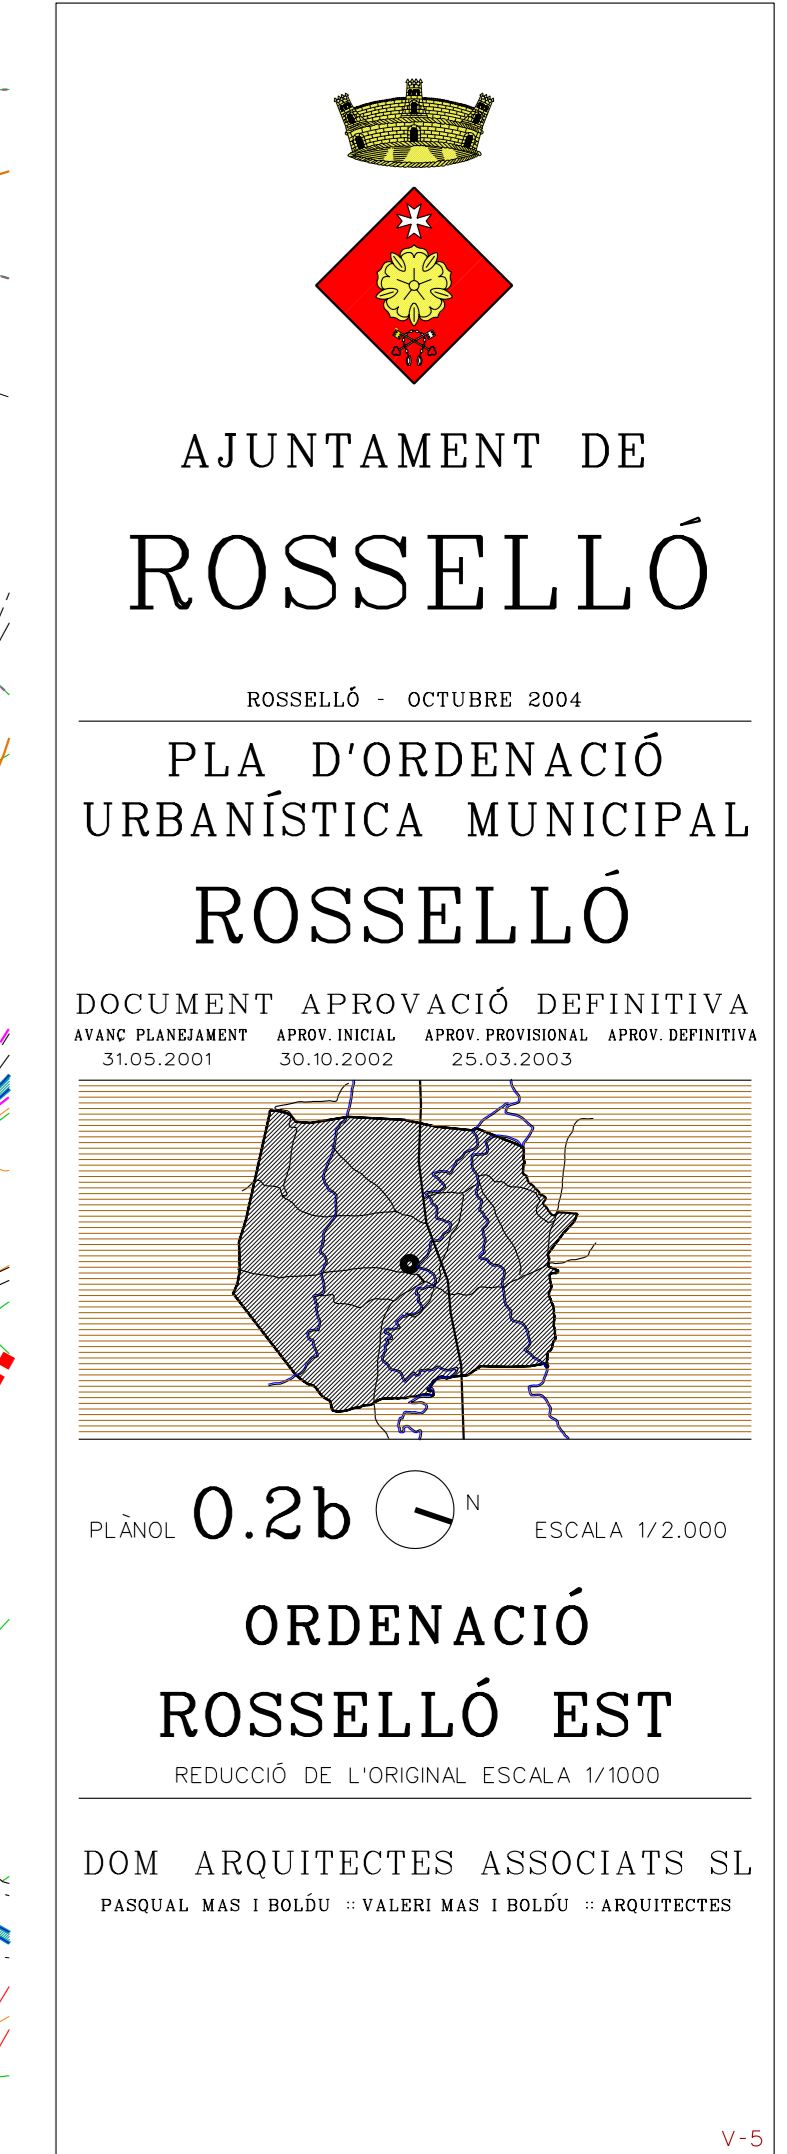 AJUNTAMENT DE
ROSSELLÓ
ROSSELLÓ - OCTUBRE 2004
PLA D'ORDENACIÓ
URBANÍSTICA MUNICIPAL
ROSSELLÓ
DOCUMENT APROVACIÓ DEFINITIVA
AVANÇ PLANEJAMENT APROV. INICIAL APROV. PROVISIONAL APROV. DEFINITIVA
31.05.2001 30.10.2002 25.03.2003
PLÀNOL 0.2b N ESCALA 1/2.000
ORDENACIÓ
ROSSELLÓ EST
REDUCCIÓ DE L'ORIGINAL ESCALA 1/1000
DOM ARQUITECTES ASSOCIATS SL
PASQUAL MAS I BOLDÚ :: VALERI MAS I BOLDÚ :: ARQUITECTES
V-5